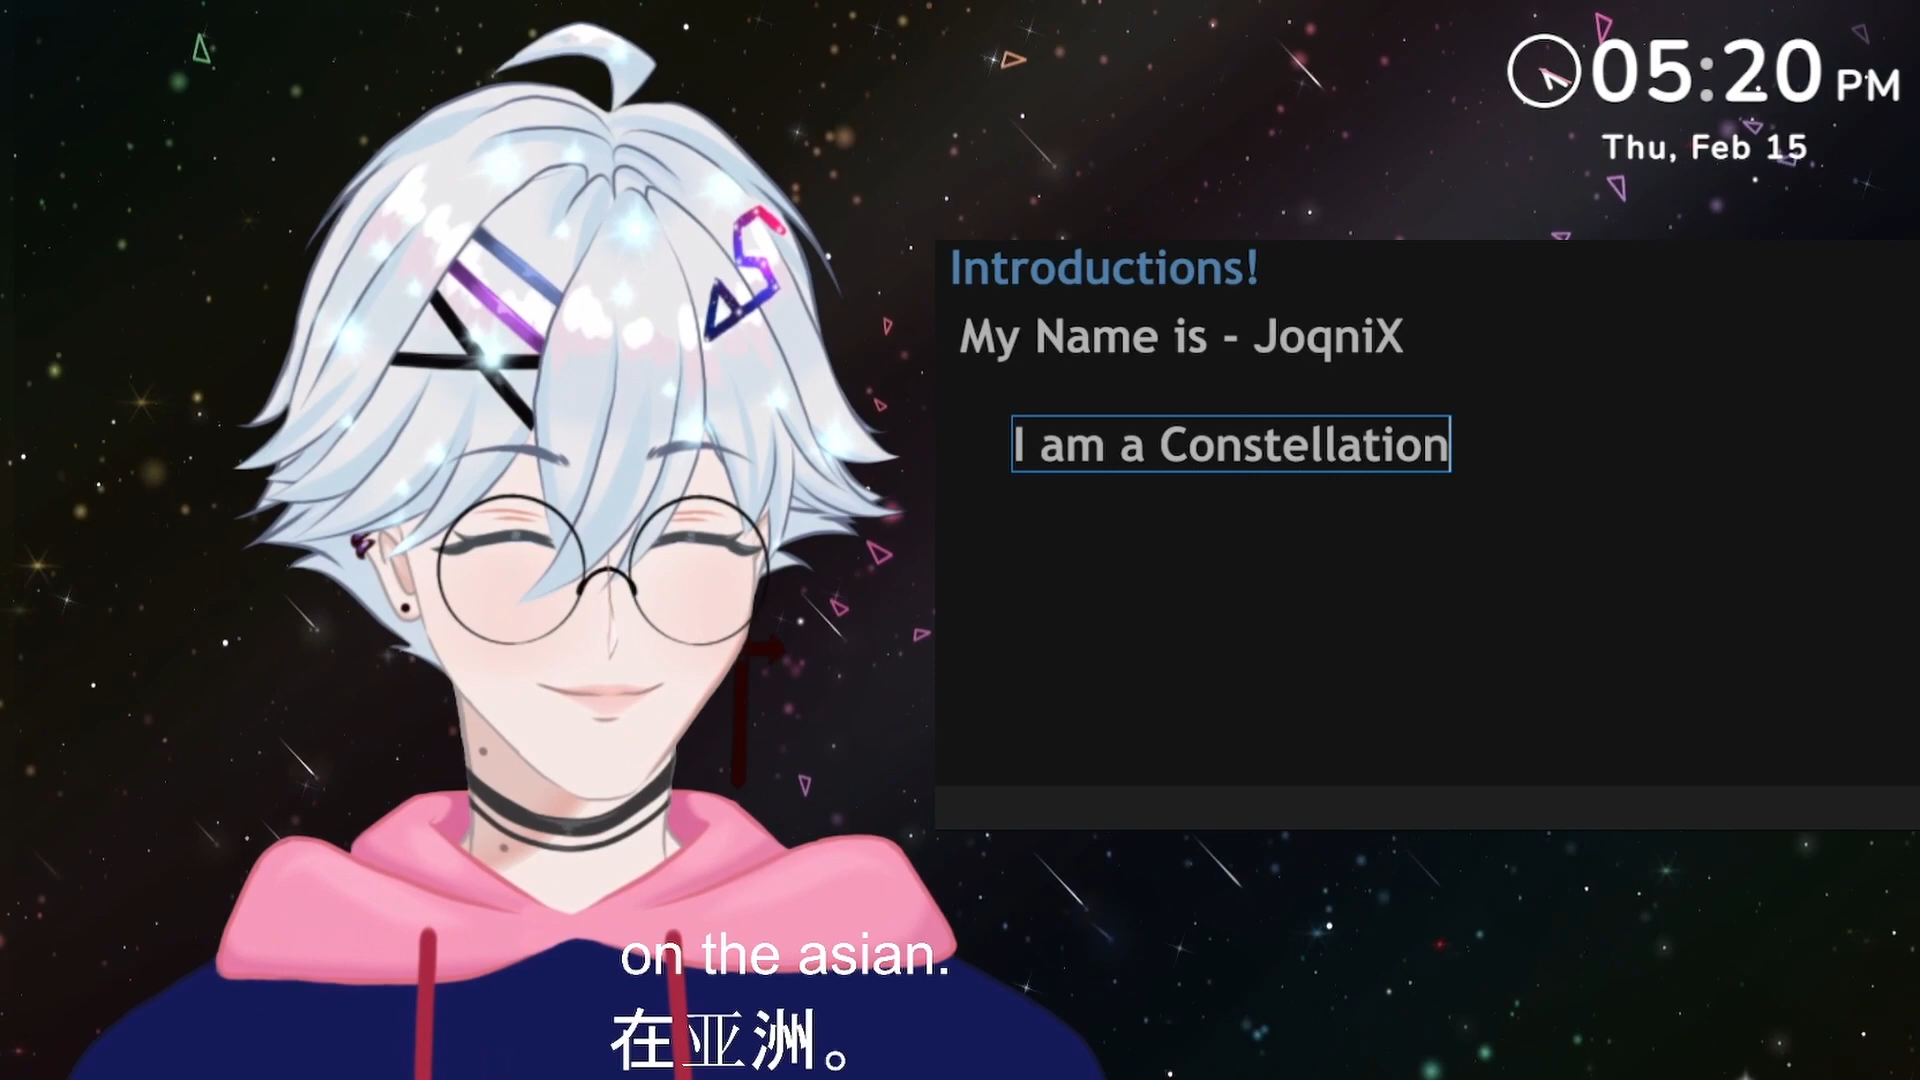 05:20 PM
Thu, Feb 15
Introductions!
My Name is - JoqniX
I am a Constellation
on the asian.
在亚洲。